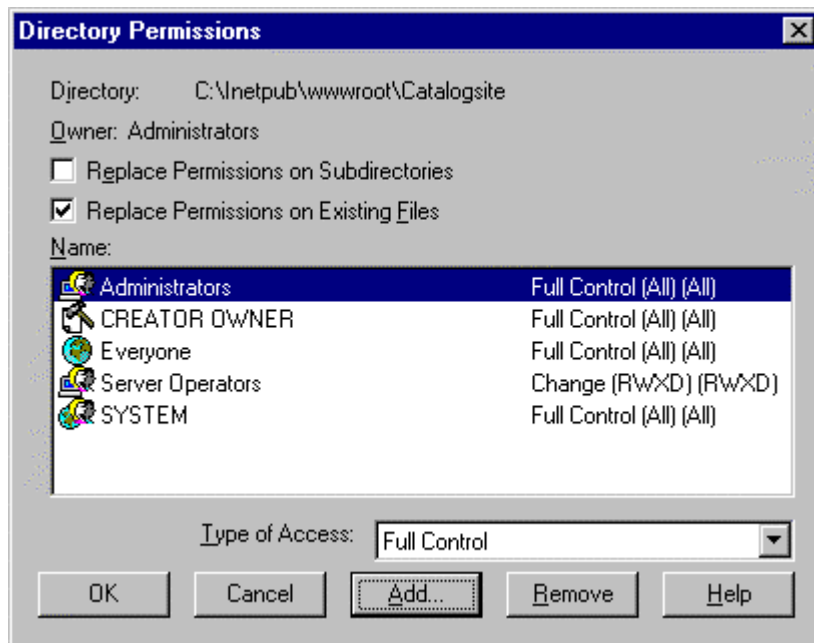 Directory Permissions
Directory: C:\Inetpub\wwwroot\Catalogsite
Owner: Administrators
Replace Permissions on Subdirectories
Replace Permissions on Existing Files
Name:
Administrators Full Control (All) (All)
CREATOR OWNER Full Control (All) (All)
Everyone Full Control (All) (All)
Server Operators Change (RWXD) (RWXD)
SYSTEM Full Control (All) (All)
Type of Access: Full Control
OK Cancel Add... Remove Help